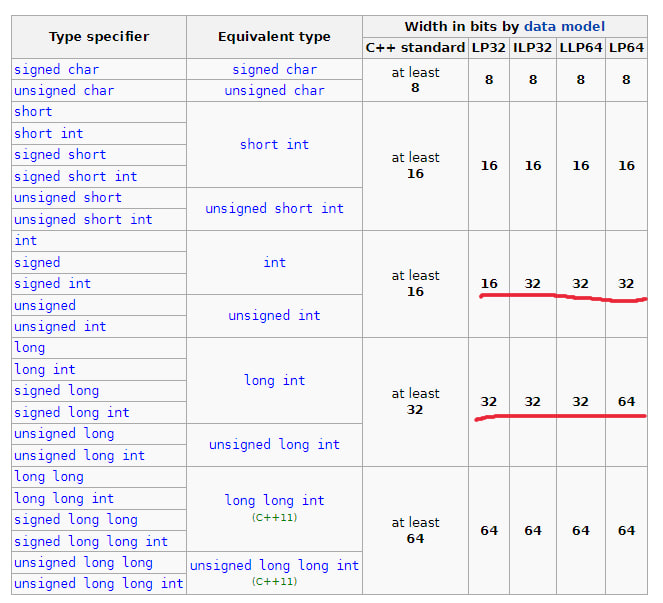 Type specifier
Equivalent type
Width in bits by data model
C++ standard LP32 ILP32 LLP64 LP64
signed char
signed char
at least
8
8
8
8
8
unsigned char
unsigned char
short
short int
at least
16
16
16
16
16
short int
signed short
signed short int
unsigned short
unsigned short int
unsigned short int
int
int
at least
16
16
32
32
32
signed
signed int
unsigned
unsigned int
unsigned int
long
long int
at least
32
32
32
32
64
long int
signed long
signed long int
unsigned long
unsigned long int
unsigned long int
long long
long long int
(C++11)
at least
64
64
64
64
64
long long int
signed long long
signed long long int
unsigned long long
unsigned long long int
(C++11)
unsigned long long int